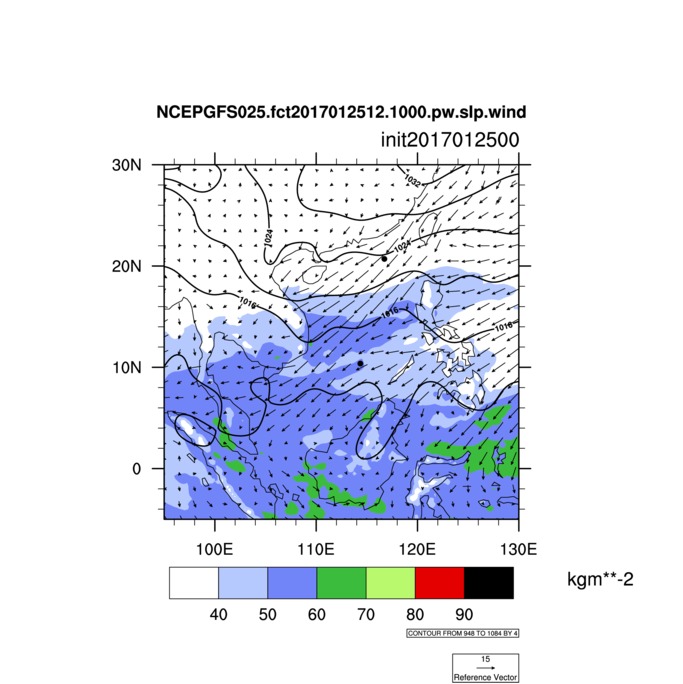 NCEPGFS025.fct2017012512.1000.pw.slp.wind
init2017012500
30N
1032
1024
1024
20N
1016
1016
1016
10N
0
100E 110E 120E 130E
kgm**-2
40 50 60 70 80 90
CONTOUR FROM 948 TO 1084 BY 4
15
Reference Vector